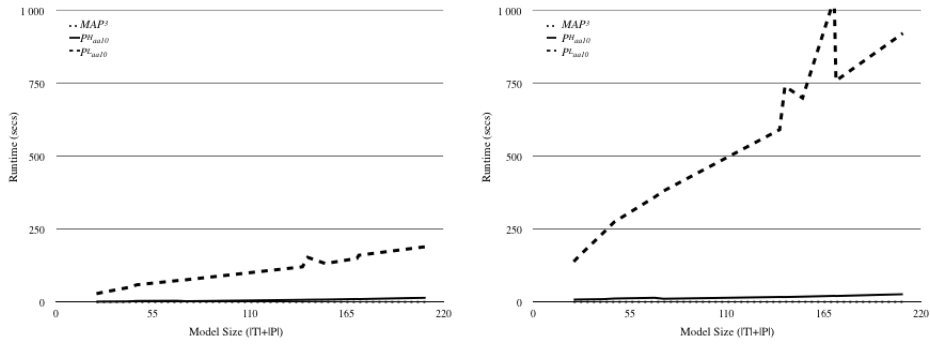 1 000
MAP³
Pᴴaa10
Pᴸaa10
750
500
250
0
Runtime (secs)
0 55 110 165 220
Model Size (|T|+|P|)
1 000
MAP³
Pᴴaa10
Pᴸaa10
750
500
250
0
Runtime (secs)
0 55 110 165 220
Model Size (|T|+|P|)